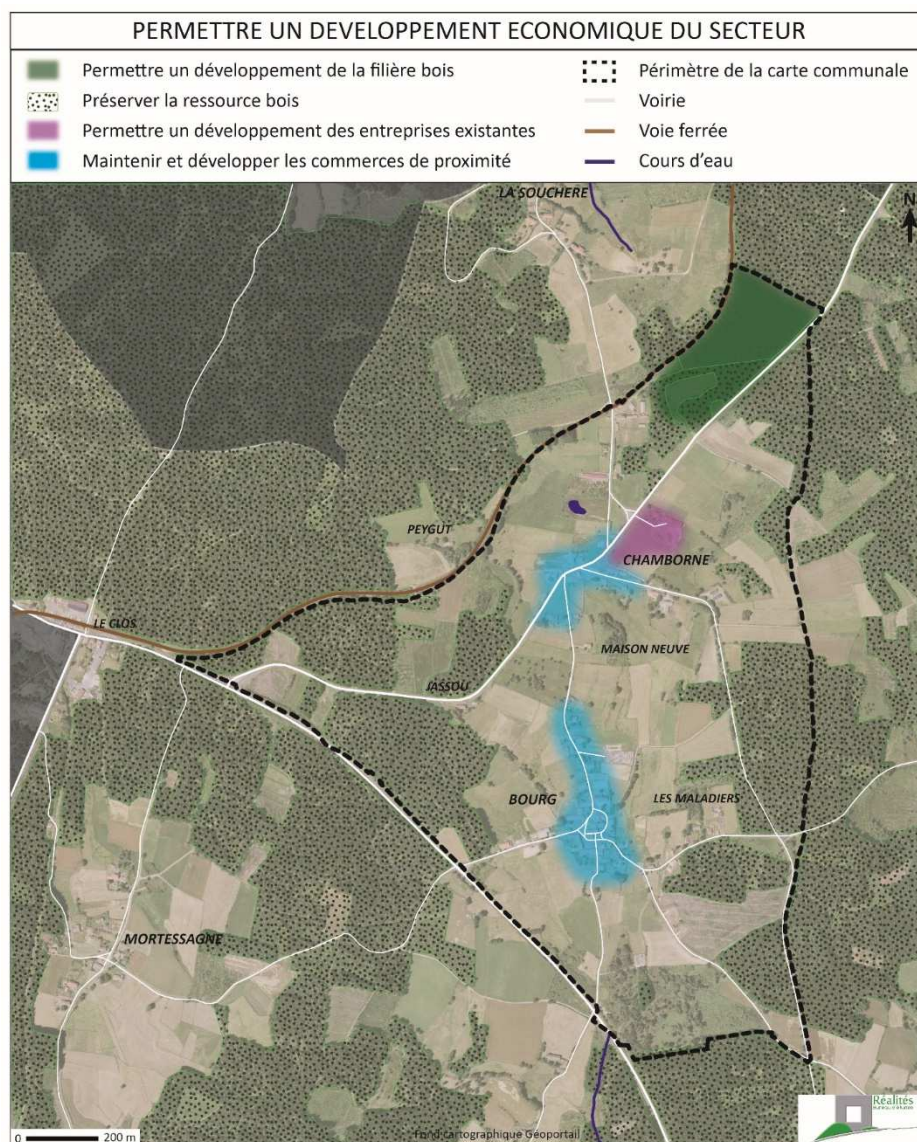 PERMETTRE UN DEVELOPPEMENT ECONOMIQUE DU SECTEUR
Permettre un développement de la filière bois
Préserver la ressource bois
Permettre un développement des entreprises existantes
Maintenir et développer les commerces de proximité
Périmètre de la carte communale
Voirie
Voie ferrée
Cours d'eau
LA SOUCHERE
N
PEYGUT
CHAMBORNE
LE CLOS
MAISON NEUVE
JASSOU
BOURG
LES MALADIERS
MORTESSAGNE
Réalités
0 200 m
Fond cartographique Géoportail